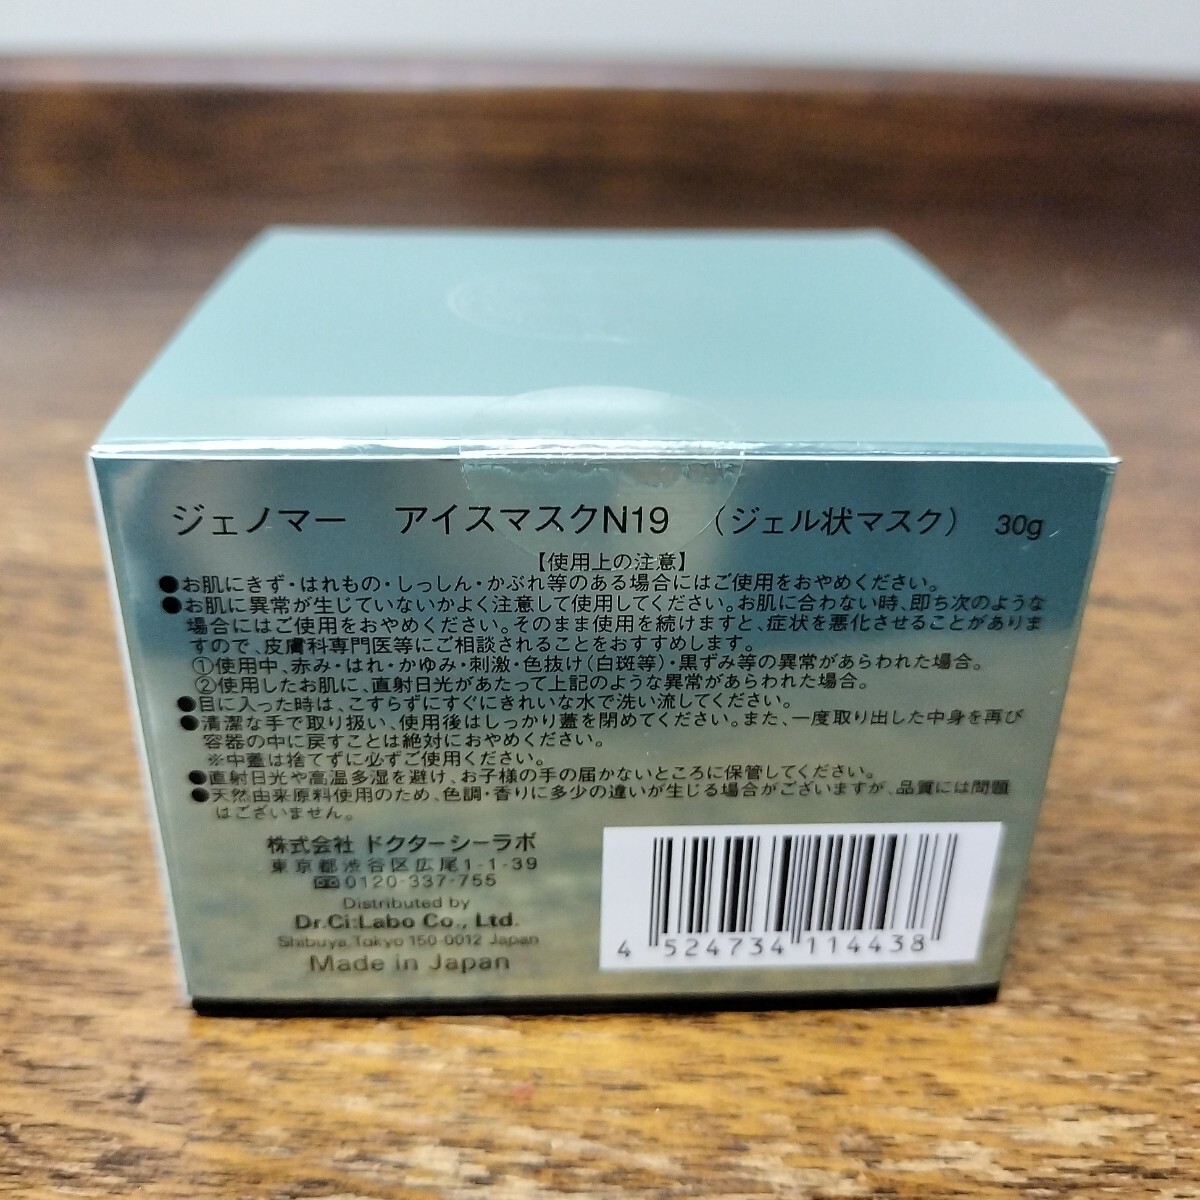 ジェノマー　アイスマスクN19　（ジェル状マスク）　30g
【使用上の注意】
●お肌にきず・はれもの・しっしん・かぶれ等のある場合にはご使用をおやめください。
●お肌に異常が生じていないかよく注意して使用してください。お肌に合わない時、即ち次のような
場合にはご使用をおやめください。そのまま使用を続けますと、症状を悪化させることがありま
すので、皮膚科専門医等にご相談されることをおすすめします。
①使用中、赤み・はれ・かゆみ・刺激・色抜け(白斑等)・黒ずみ等の異常があらわれた場合。
②使用したお肌に、直射日光があたって上記のような異常があらわれた場合。
●目に入った時は、こすらずにすぐにきれいな水で洗い流してください。
●清潔な手で取り扱い、使用後はしっかり蓋を閉めてください。また、一度取り出した中身を再び
容器の中に戻すことは絶対におやめください。
※中蓋は捨てずに必ずご使用ください。
●直射日光や高温多湿を避け、お子様の手の届かないところに保管してください。
●天然由来原料使用のため、色調・香りに多少の違いが生じる場合がございますが、品質には問題
はございません。
株式会社 ドクターシーラボ
東京都渋谷区広尾1-1-39
0120-337-755
Distributed by
Dr.Ci:Labo Co., Ltd.
Shibuya,Tokyo 150-0012 Japan
Made in Japan
4 524734 114438